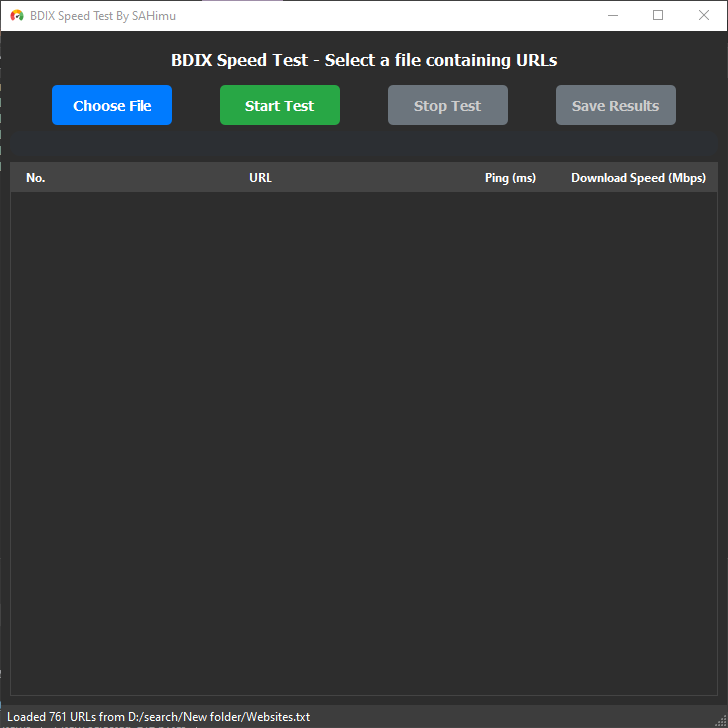 BDIX Speed Test By SAHimu
BDIX Speed Test - Select a file containing URLs
Choose File Start Test Stop Test Save Results
No. URL Ping (ms) Download Speed (Mbps)
Loaded 761 URLs from D:/search/New folder/Websites.txt